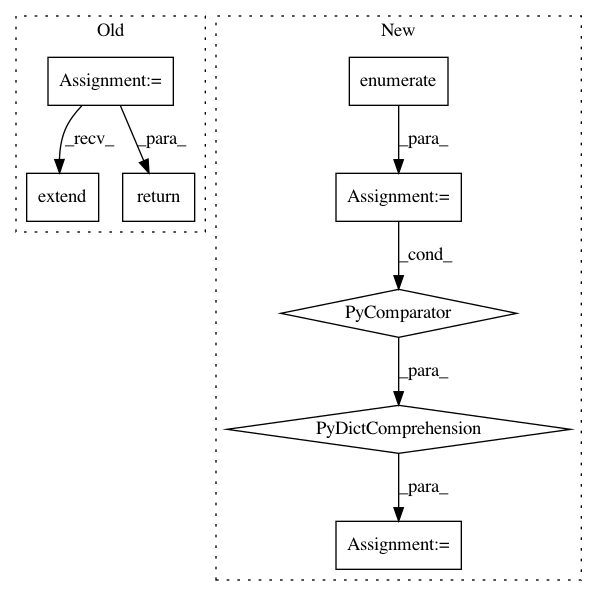 Old
New
Assignment:=
enumerate
_recv_
_para_
_para_
extend
return
Assignment:=
_cond_
PyComparator
_para_
PyDictComprehension
_para_
Assignment:=